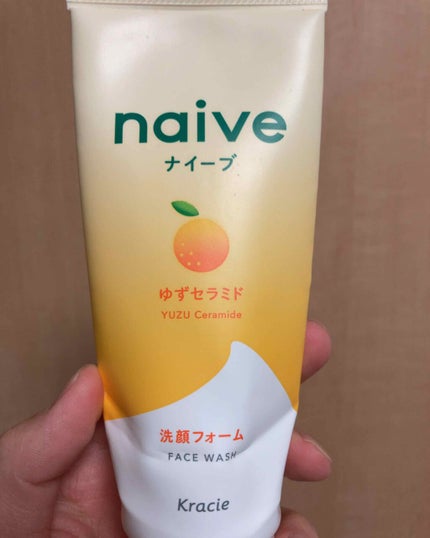 naive
ナイーブ
ゆずセラミド
YUZU Ceramide
洗顔フォーム
FACE WASH
Kracie